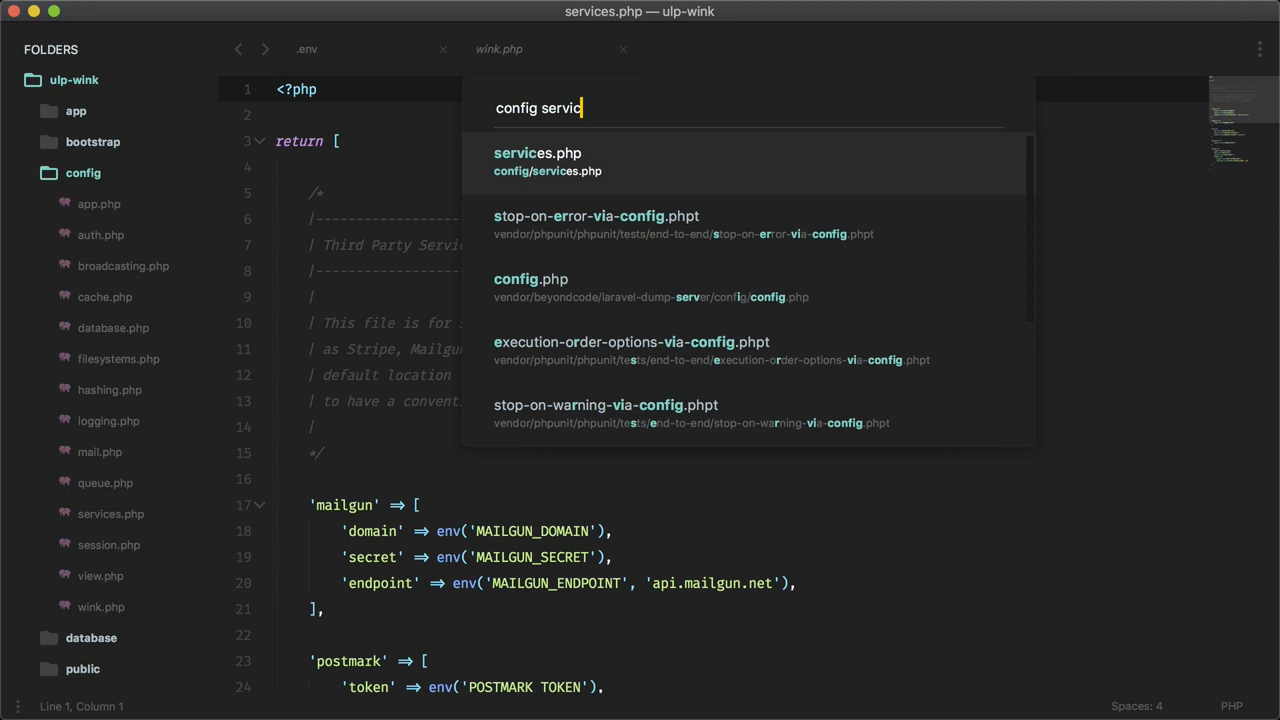 services.php — ulp-wink
FOLDERS
ulp-wink
app
bootstrap
config
app.php
auth.php
broadcasting.php
cache.php
database.php
filesystems.php
hashing.php
logging.php
mail.php
queue.php
services.php
session.php
view.php
wink.php
database
public
.env
wink.php
config servic
services.php
config/services.php
stop-on-error-via-config.phpt
vendor/phpunit/phpunit/tests/end-to-end/stop-on-error-via-config.phpt
config.php
vendor/beyondcode/laravel-dump-server/config/config.php
execution-order-options-via-config.phpt
vendor/phpunit/phpunit/tests/end-to-end/execution-order-options-via-config.phpt
stop-on-warning-via-config.phpt
vendor/phpunit/phpunit/tests/end-to-end/stop-on-warning-via-config.phpt
1 <?php
2
3 return [
4
5 /*
6 |--------------------
7 | Third Party Servi
8 |--------------------
9 |
10 | This file is for s
11 | as Stripe, Mailgu
12 | default location
13 | to have a conventi
14 |
15 */
16
17 'mailgun' => [
18 'domain' => env('MAILGUN_DOMAIN'),
19 'secret' => env('MAILGUN_SECRET'),
20 'endpoint' => env('MAILGUN_ENDPOINT', 'api.mailgun.net'),
21 ],
22
23 'postmark' => [
24 'token' => env('POSTMARK TOKEN'),
Line 1, Column 1
Spaces: 4
PHP